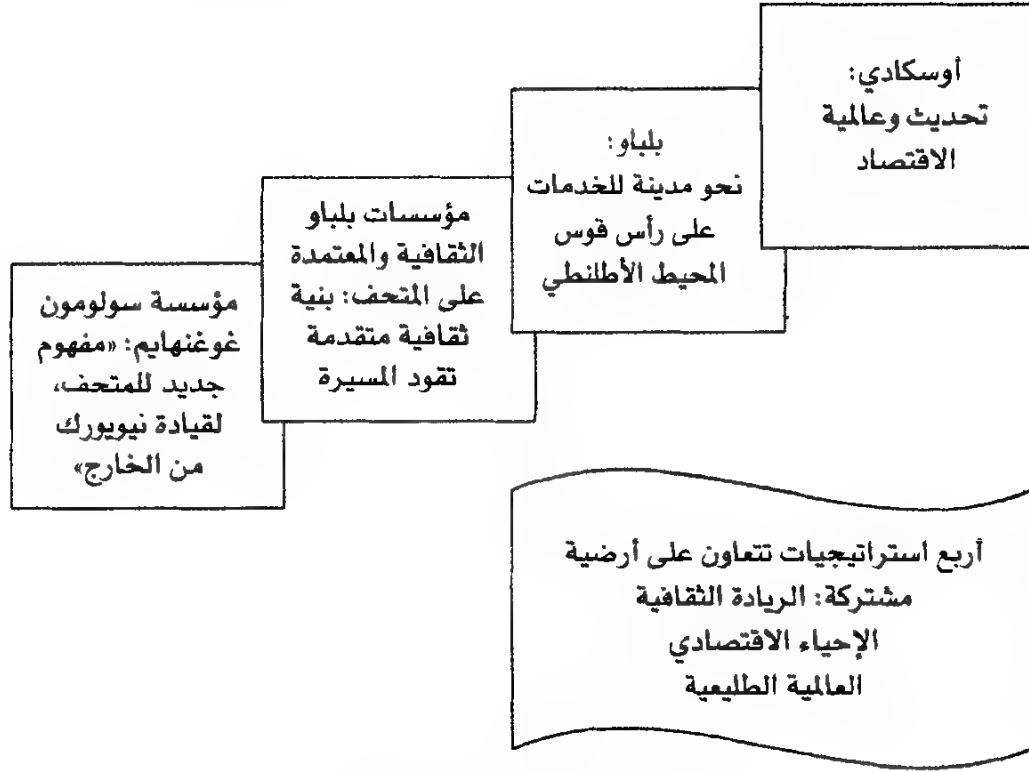 أوسكادي:
تحديث وعالمية
الاقتصاد
بلباو:
نحو مدينة للخدمات
على رأس قوس
المحيط الأطلنطي
مؤسسات بلباو
الثقافية والمعتمدة
على المتحف: بنية
ثقافية متقدمة
تقود المسيرة
مؤسسة سولومون
غوغنهايم: «مفهوم
جديد للمتحف،
لقيادة نيويورك
من الخارج»
أربع استراتيجيات تتعاون على أرضية
مشتركة: الريادة الثقافية
الإحياء الاقتصادي
العالمية الطليعية